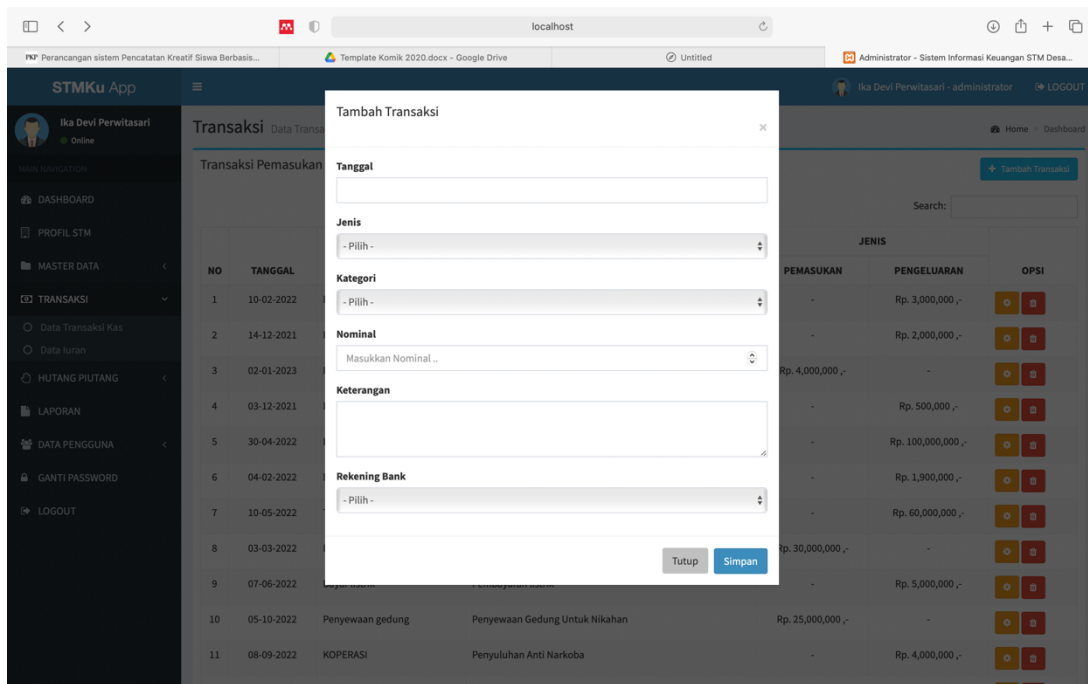 localhost
PKP Perancangan sistem Pencatatan Kreatif Siswa Berbasis... Template Komik 2020.docx - Google Drive Untitled Administrator - Sistem Informasi Keuangan STM Desa...
STMKu App Ika Devi Perwitasari - administrator LOGOUT
Ika Devi Perwitasari
Online
Transaksi Data Transa Home Dashboard
MAIN NAVIGATION
DASHBOARD
PROFIL STM
MASTER DATA
TRANSAKSI
Data Transaksi Kas
Data Iuran
HUTANG PIUTANG
LAPORAN
DATA PENGGUNA
GANTI PASSWORD
LOGOUT
Transaksi Pemasukan + Tambah Transaksi
Search:
JENIS
NO TANGGAL PEMASUKAN PENGELUARAN OPSI
1 10-02-2022 - Rp. 3,000,000 ,-
2 14-12-2021 - Rp. 2,000,000 ,-
3 02-01-2023 Rp. 4,000,000 ,- -
4 03-12-2021 - Rp. 500,000 ,-
5 30-04-2022 - Rp. 100,000,000 ,-
6 04-02-2022 - Rp. 1,900,000 ,-
7 10-05-2022 - Rp. 60,000,000 ,-
8 03-03-2022 Rp. 30,000,000 ,- -
9 07-06-2022 - Rp. 5,000,000 ,-
10 05-10-2022 Penyewaan gedung Penyewaan Gedung Untuk Nikahan Rp. 25,000,000 ,- -
11 08-09-2022 KOPERASI Penyuluhan Anti Narkoba - Rp. 4,000,000 ,-
Tambah Transaksi
×
Tanggal
Jenis
- Pilih -
Kategori
- Pilih -
Nominal
Masukkan Nominal ..
Keterangan
Rekening Bank
- Pilih -
Tutup Simpan